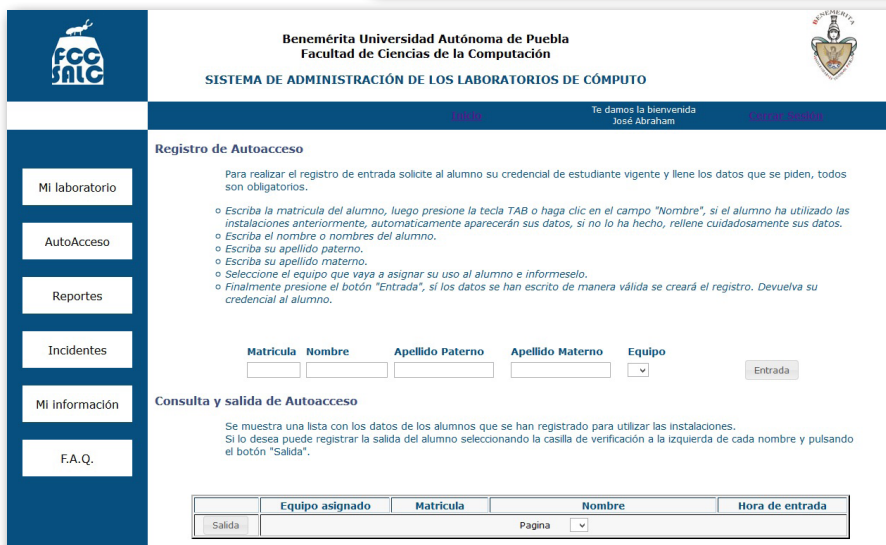 FCC
SALC
Benemérita Universidad Autónoma de Puebla
Facultad de Ciencias de la Computación
SISTEMA DE ADMINISTRACIÓN DE LOS LABORATORIOS DE CÓMPUTO
BENEMERITA
Inicio
Te damos la bienvenida
José Abraham
Cerrar Sesión
Mi laboratorio
AutoAcceso
Reportes
Incidentes
Mi información
F.A.Q.
Registro de Autoacceso
Para realizar el registro de entrada solicite al alumno su credencial de estudiante vigente y llene los datos que se piden, todos
son obligatorios.
Escriba la matricula del alumno, luego presione la tecla TAB o haga clic en el campo "Nombre", si el alumno ha utilizado las
instalaciones anteriormente, automaticamente aparecerán sus datos, si no lo ha hecho, rellene cuidadosamente sus datos.
Escriba el nombre o nombres del alumno.
Escriba su apellido paterno.
Escriba su apellido materno.
Seleccione el equipo que vaya a asignar su uso al alumno e informeselo.
Finalmente presione el botón "Entrada", sí los datos se han escrito de manera válida se creará el registro. Devuelva su
credencial al alumno.
Matricula Nombre Apellido Paterno Apellido Materno Equipo
Entrada
Consulta y salida de Autoacceso
Se muestra una lista con los datos de los alumnos que se han registrado para utilizar las instalaciones.
Si lo desea puede registrar la salida del alumno seleccionando la casilla de verificación a la izquierda de cada nombre y pulsando
el botón "Salida".
Equipo asignado Matricula Nombre Hora de entrada
Salida Pagina